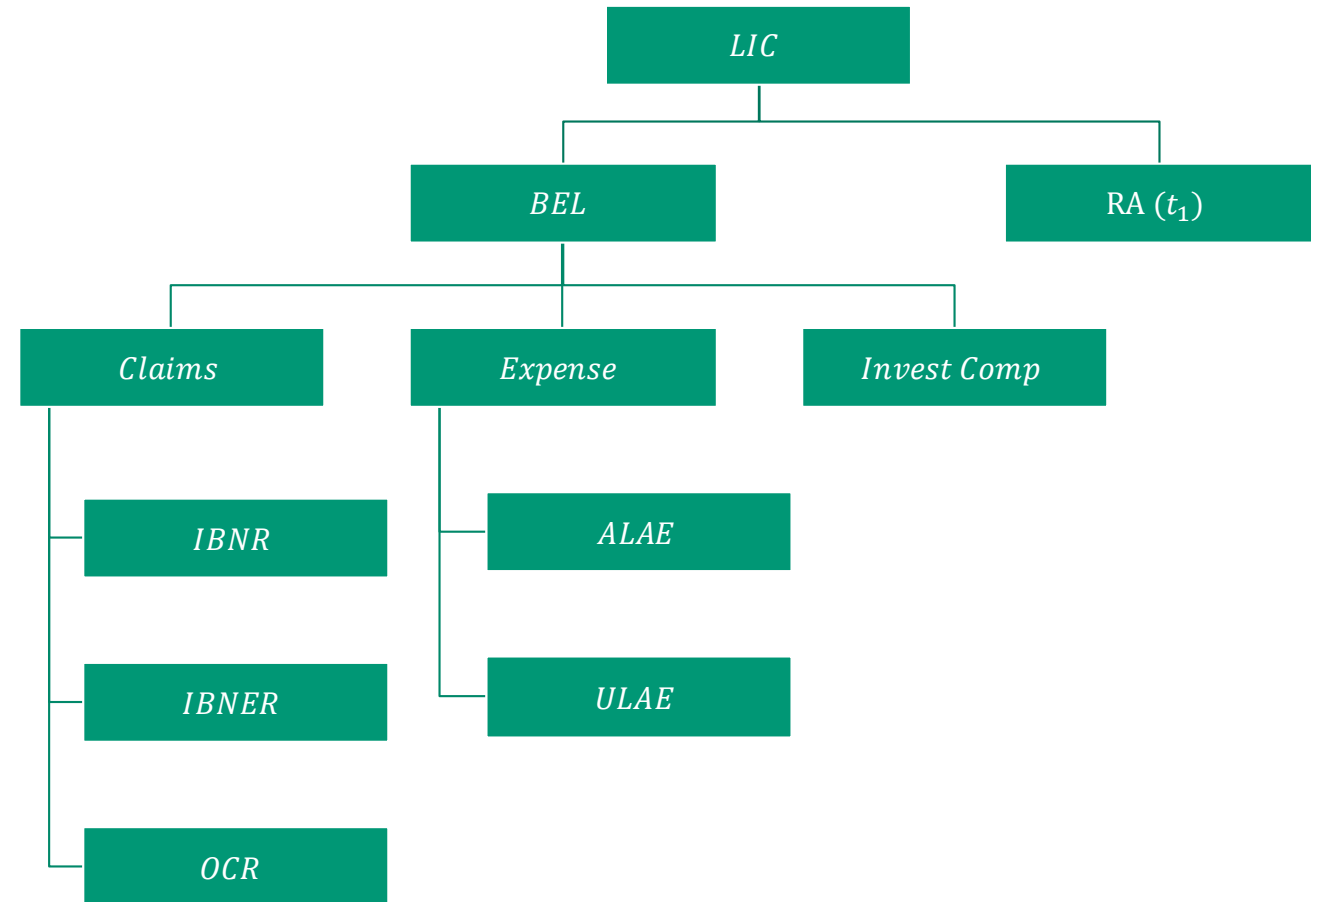 LIC
BEL
RA (t₁)
Claims
Expense
Invest Comp
IBNR
ALAE
IBNER
ULAE
OCR